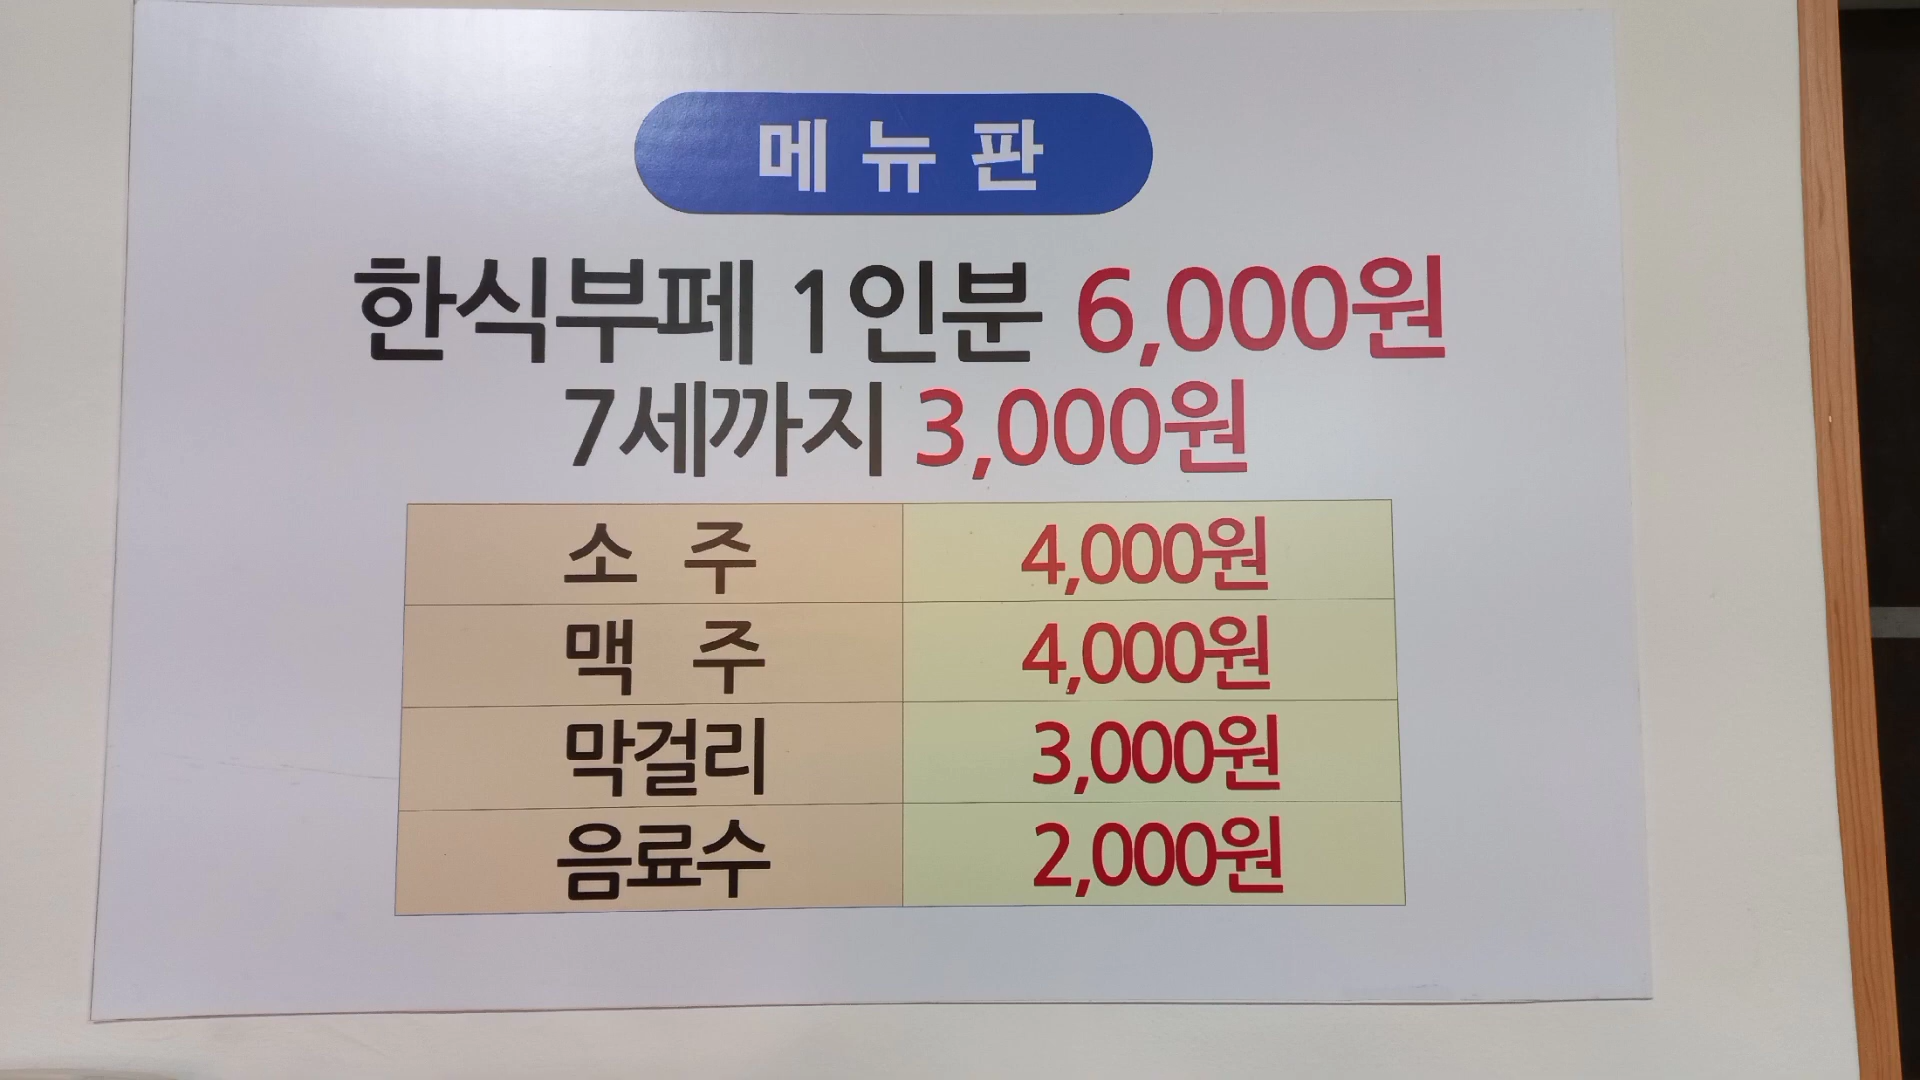 메뉴판
한식부페 1인분 6,000원
7세까지 3,000원
소 주 4,000원
맥 주 4,000원
막걸리 3,000원
음료수 2,000원